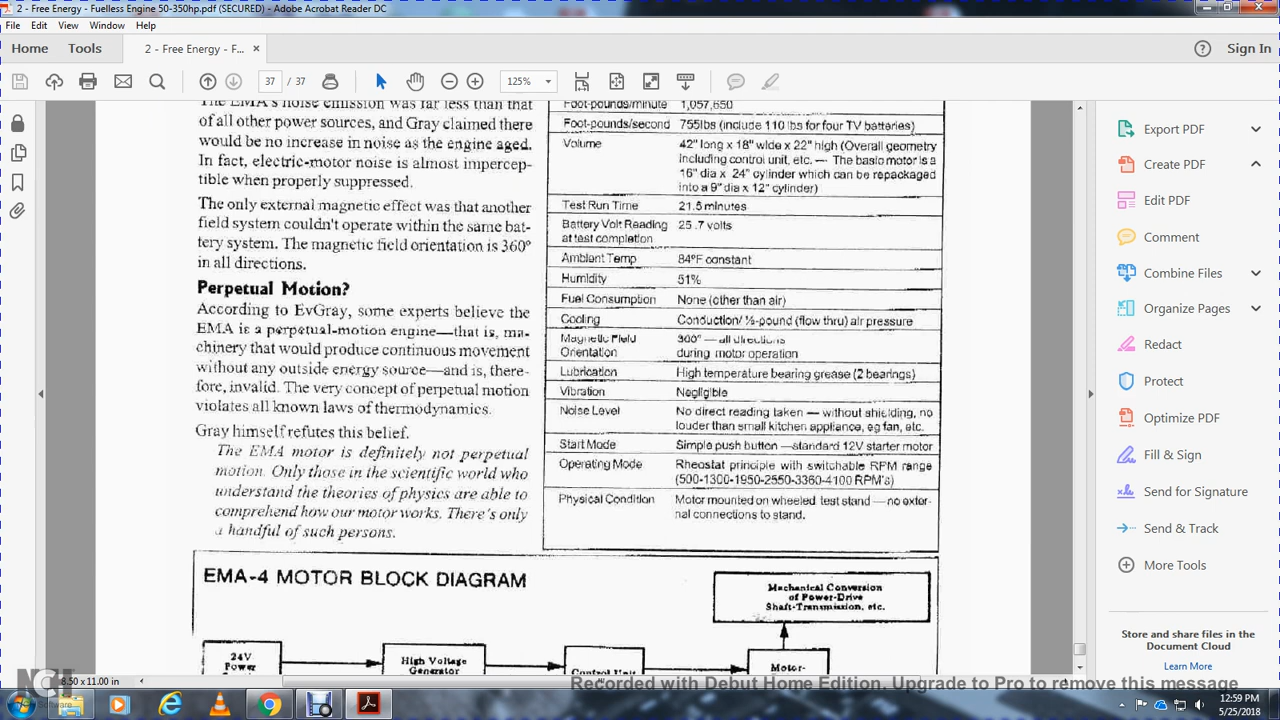 2 - Free Energy - Fuelless Engine 50-350hp.pdf (SECURED) - Adobe Acrobat Reader DC
File Edit View Window Help
Home Tools 2 - Free Energy - F... × ? Sign In
37 / 37 125%
The EMA's noise emission was far less than that
of all other power sources, and Gray claimed there
would be no increase in noise as the engine aged.
In fact, electric-motor noise is almost impercep-
tible when properly suppressed.
The only external magnetic effect was that another
field system couldn't operate within the same bat-
tery system. The magnetic field orientation is 360°
in all directions.
Perpetual Motion?
According to EvGray, some experts believe the
EMA is a perpetual-motion engine—that is, ma-
chinery that would produce continuous movement
without any outside energy source—and is, there-
fore, invalid. The very concept of perpetual motion
violates all known laws of thermodynamics.
Gray himself refutes this belief.
The EMA motor is definitely not perpetual
motion. Only those in the scientific world who
understand the theories of physics are able to
comprehend how our motor works. There's only
a handful of such persons.
Foot-pounds/minute 1,057,650
Foot-pounds/second 755lbs (include 110 lbs for four TV batteries)
Volume 42" long x 18" wide x 22" high (Overall geometry
including control unit, etc. — The basic motor is a
16" dia x 24" cylinder which can be repackaged
into a 9" dia x 12" cylinder)
Test Run Time 21.5 minutes
Battery Volt Reading 25 .7 volts
at test completion
Ambient Temp 84°F constant
Humidity 51%
Fuel Consumption None (other than air)
Cooling Conduction/ ½-pound (flow thru) air pressure
Magnetic Field 360° — all directions
Orientation during motor operation
Lubrication High temperature bearing grease (2 bearings)
Vibration Negligible
Noise Level No direct reading taken — without shielding, no
louder than small kitchen appliance, eg fan, etc.
Start Mode Simple push button —standard 12V starter motor
Operating Mode Rheostat principle with switchable RPM range
(500-1300-1950-2550-3360-4100 RPM's)
Physical Condition Motor mounted on wheeled test stand — no exter-
nal connections to stand.
EMA-4 MOTOR BLOCK DIAGRAM
Mechanical Conversion
of Power-Drive
Shaft-Transmission, etc.
24V
Power
High Voltage
Generator
Control Unit
Motor-
Export PDF
Create PDF
Edit PDF
Comment
Combine Files
Organize Pages
Redact
Protect
Optimize PDF
Fill & Sign
Send for Signature
Send & Track
More Tools
Store and share files in the
Document Cloud
Learn More
8.50 x 11.00 in
NCH
Software
Recorded with Debut Home Edition. Upgrade to Pro to remove this message
12:59 PM
5/25/2018